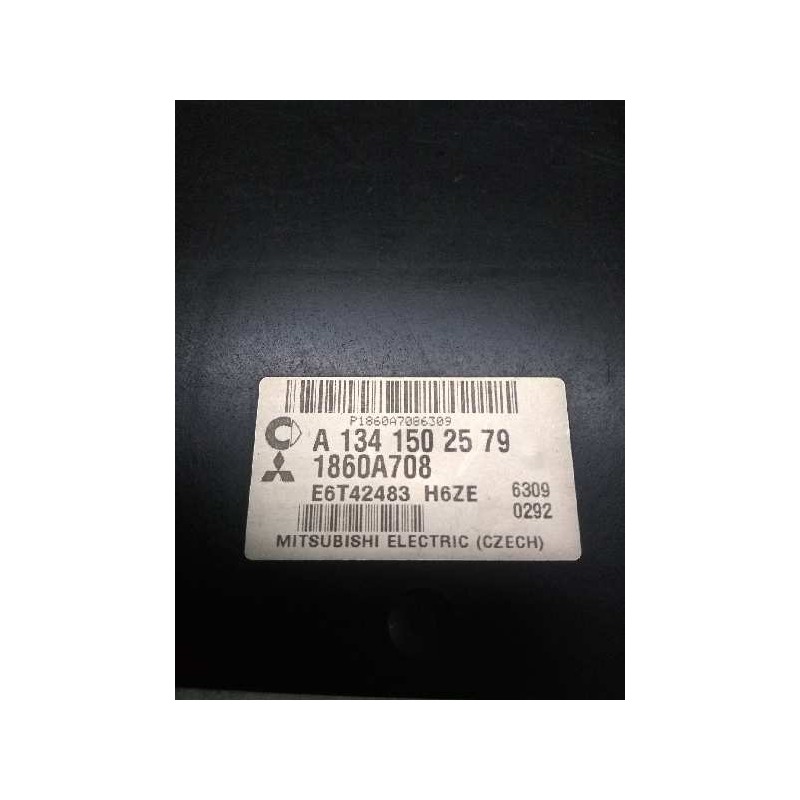 P1860A7086309
A 134 150 25 79
1860A708
E6T42483 H6ZE 6309
0292
MITSUBISHI ELECTRIC (CZECH)